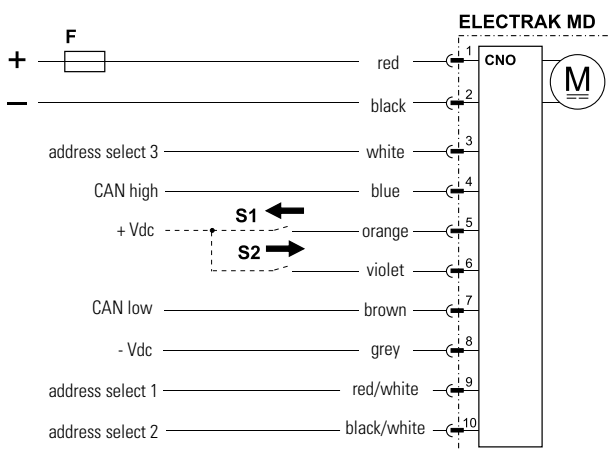 ELECTRAK MD
F
+ red 1 CNO
M
− black 2
address select 3 white 3
CAN high blue 4
S1
+ Vdc orange 5
S2
violet 6
CAN low brown 7
- Vdc grey 8
address select 1 red/white 9
address select 2 black/white 10